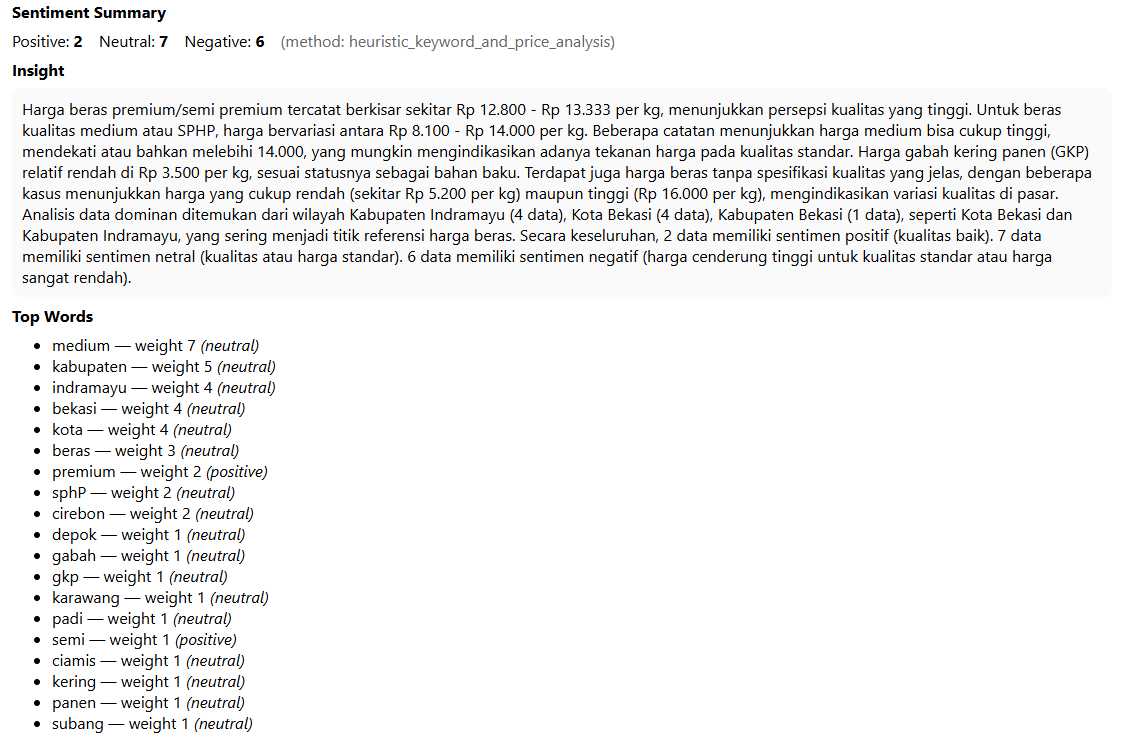 Sentiment Summary
Positive: 2 Neutral: 7 Negative: 6 (method: heuristic_keyword_and_price_analysis)
Insight
Harga beras premium/semi premium tercatat berkisar sekitar Rp 12.800 - Rp 13.333 per kg, menunjukkan persepsi kualitas yang tinggi. Untuk beras
kualitas medium atau SPHP, harga bervariasi antara Rp 8.100 - Rp 14.000 per kg. Beberapa catatan menunjukkan harga medium bisa cukup tinggi,
mendekati atau bahkan melebihi 14.000, yang mungkin mengindikasikan adanya tekanan harga pada kualitas standar. Harga gabah kering panen (GKP)
relatif rendah di Rp 3.500 per kg, sesuai statusnya sebagai bahan baku. Terdapat juga harga beras tanpa spesifikasi kualitas yang jelas, dengan beberapa
kasus menunjukkan harga yang cukup rendah (sekitar Rp 5.200 per kg) maupun tinggi (Rp 16.000 per kg), mengindikasikan variasi kualitas di pasar.
Analisis data dominan ditemukan dari wilayah Kabupaten Indramayu (4 data), Kota Bekasi (4 data), Kabupaten Bekasi (1 data), seperti Kota Bekasi dan
Kabupaten Indramayu, yang sering menjadi titik referensi harga beras. Secara keseluruhan, 2 data memiliki sentimen positif (kualitas baik). 7 data
memiliki sentimen netral (kualitas atau harga standar). 6 data memiliki sentimen negatif (harga cenderung tinggi untuk kualitas standar atau harga
sangat rendah).
Top Words
• medium — weight 7 (neutral)
• kabupaten — weight 5 (neutral)
• indramayu — weight 4 (neutral)
• bekasi — weight 4 (neutral)
• kota — weight 4 (neutral)
• beras — weight 3 (neutral)
• premium — weight 2 (positive)
• sphP — weight 2 (neutral)
• cirebon — weight 2 (neutral)
• depok — weight 1 (neutral)
• gabah — weight 1 (neutral)
• gkp — weight 1 (neutral)
• karawang — weight 1 (neutral)
• padi — weight 1 (neutral)
• semi — weight 1 (positive)
• ciamis — weight 1 (neutral)
• kering — weight 1 (neutral)
• panen — weight 1 (neutral)
• subang — weight 1 (neutral)